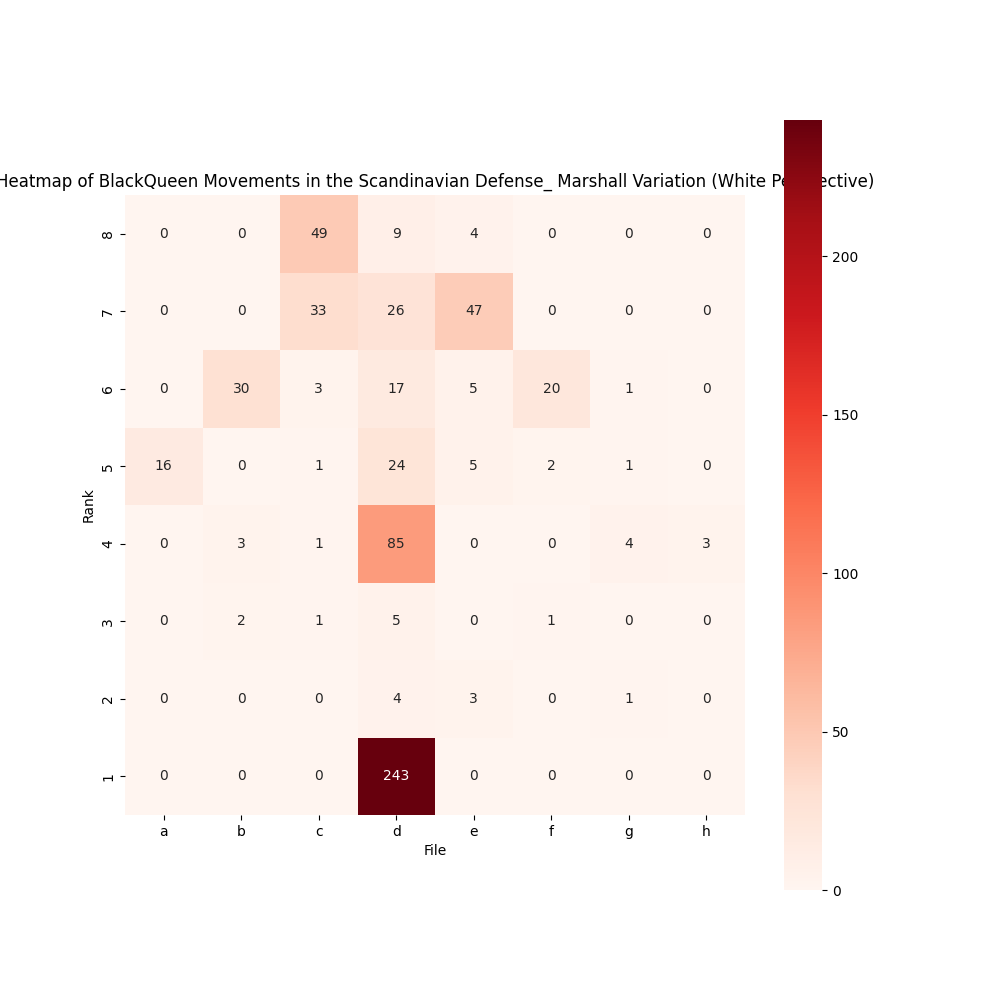 Heatmap of BlackQueen Movements in the Scandinavian Defense_ Marshall Variation (White Pe ective)
8 0 0 49 9 4 0 0 0
7 0 0 33 26 47 0 0 0
6 0 30 3 17 5 20 1 0
5 16 0 1 24 5 2 1 0
4 0 3 1 85 0 0 4 3
3 0 2 1 5 0 1 0 0
2 0 0 0 4 3 0 1 0
1 0 0 0 243 0 0 0 0
a b c d e f g h
File
Rank
200
150
100
50
0